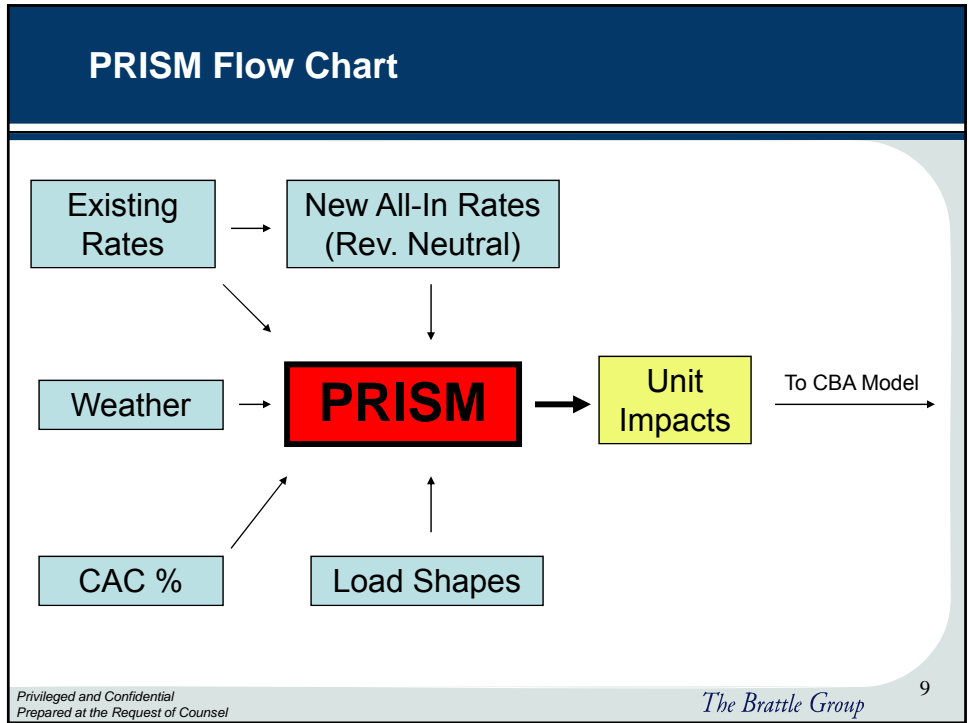 PRISM Flow Chart
Existing
Rates
New All-In Rates
(Rev. Neutral)
Weather
PRISM
Unit
Impacts
To CBA Model
CAC %
Load Shapes
Privileged and Confidential
Prepared at the Request of Counsel
The Brattle Group
9